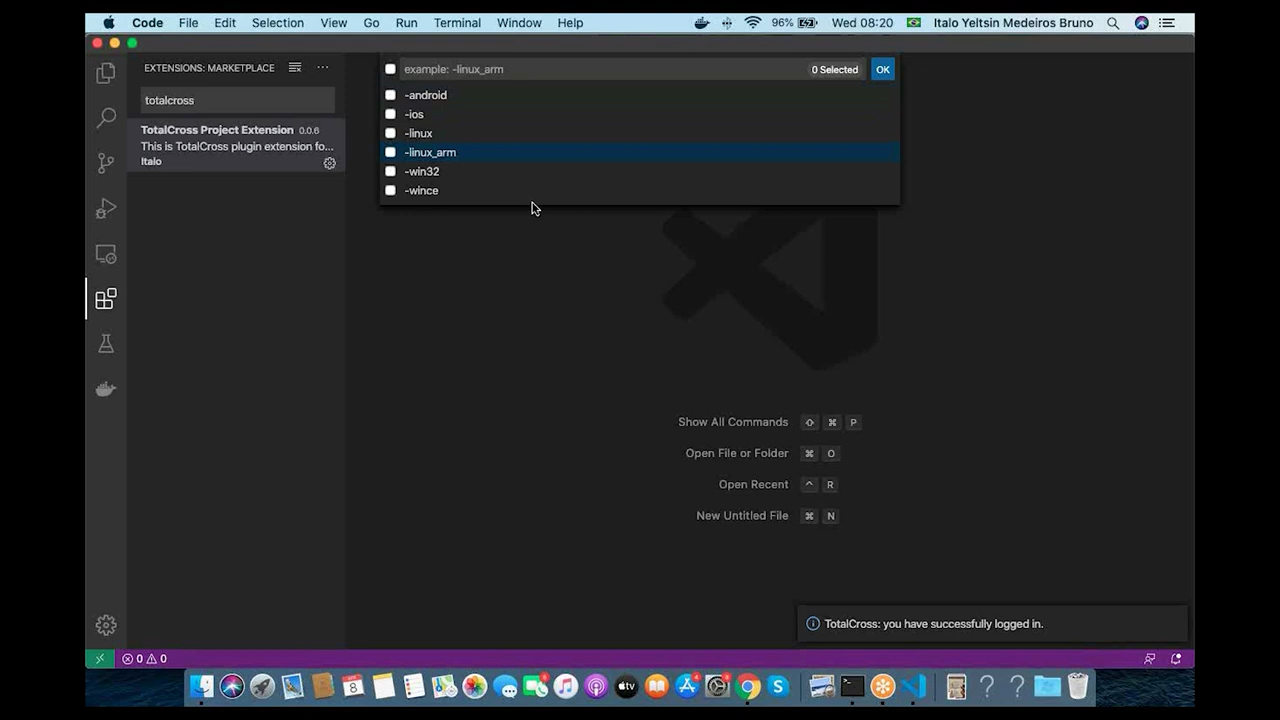 Code File Edit Selection View Go Run Terminal Window Help 96% Wed 08:20 Italo Yeltsin Medeiros Bruno
EXTENSIONS: MARKETPLACE ...
totalcross
TotalCross Project Extension 0.0.6
This is TotalCross plugin extension fo...
Italo
example: -linux_arm 0 Selected OK
-android
-ios
-linux
-linux_arm
-win32
-wince
Show All Commands ⇧ ⌘ P
Open File or Folder ⌘ O
Open Recent ^ R
New Untitled File ⌘ N
TotalCross: you have successfully logged in.
0 0
8
tv